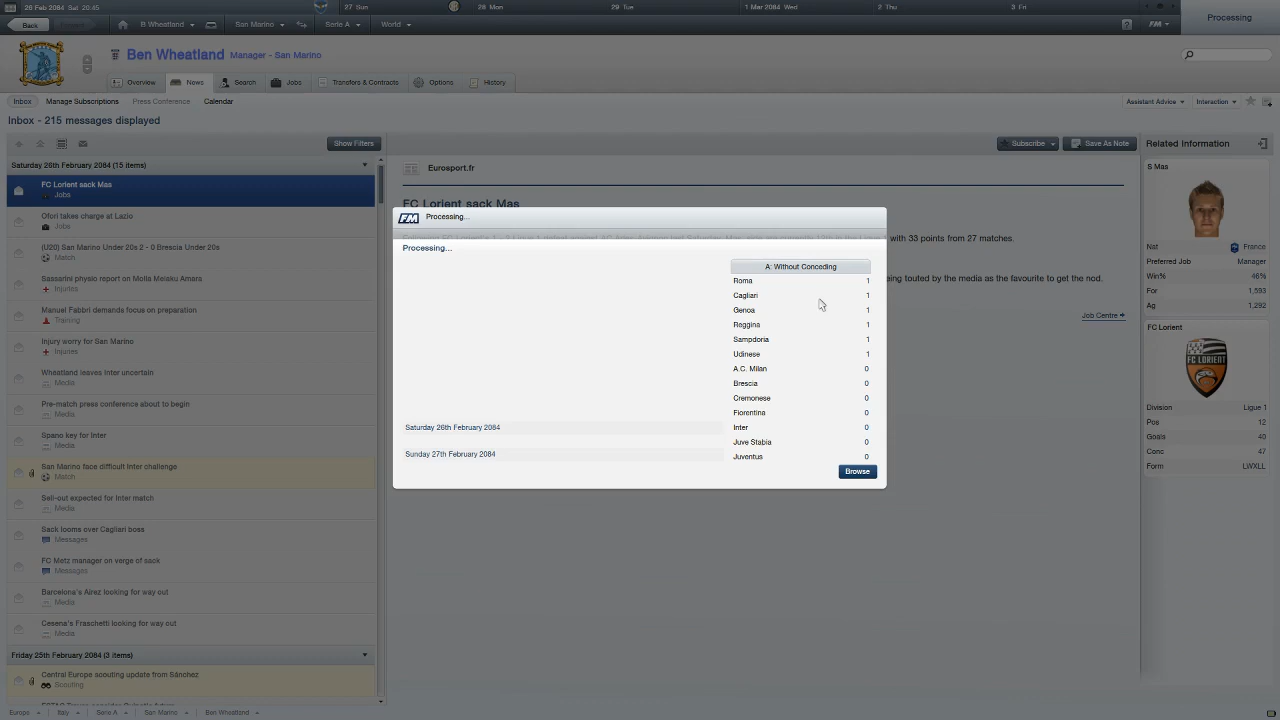 26 Feb 2084 Sat 20:45
27 Sun
28 Mon
29 Tue
1 Mar 2084 Wed
2 Thu
3 Fri
Processing
Back
B Wheatland
San Marino
Serie A
World
FM
Ben Wheatland
Manager - San Marino
Overview
News
Search
Jobs
Transfers & Contracts
Options
History
Inbox
Manage Subscriptions
Press Conference
Calendar
Assistant Advice
Interaction
Inbox - 215 messages displayed
Show Filters
Subscribe
Save As Note
Related Information
Saturday 26th February 2084 (15 items)
FC Lorient sack Mas
Jobs
Ofori takes charge at Lazio
Jobs
(U20) San Marino Under 20s 2 - 0 Brescia Under 20s
Match
Sassarini physio report on Molla Melaku Amara
Injuries
Manuel Fabbri demands focus on preparation
Training
Injury worry for San Marino
Injuries
Wheatland leaves Inter uncertain
Media
Pre-match press conference about to begin
Media
Spano key for Inter
Media
San Marino face difficult Inter challenge
Match
Sell-out expected for Inter match
Media
Sack looms over Cagliari boss
Messages
FC Metz manager on verge of sack
Messages
Barcelona's Airez looking for way out
Media
Cesena's Fraschetti looking for way out
Media
Friday 25th February 2084 (3 items)
Central Europe scouting update from Sánchez
Scouting
Eurosport.fr
FC Lorient sack Mas
with 33 points from 27 matches.
ing touted by the media as the favourite to get the nod.
Job Centre
FM
Processing...
Processing...
A: Without Conceding
Roma 1
Cagliari 1
Genoa 1
Reggina 1
Sampdoria 1
Udinese 1
A.C. Milan 0
Brescia 0
Cremonese 0
Fiorentina 0
Inter 0
Juve Stabia 0
Juventus 0
Saturday 26th February 2084
Sunday 27th February 2084
Browse
S Mas
Nat France
Preferred Job Manager
Win% 46%
For 1,593
Ag 1,292
FC Lorient
FC LORIENT
Division Ligue 1
Pos 12
Goals 40
Conc 47
Form LWXLL
Europe
Italy
Serie A
San Marino
Ben Wheatland